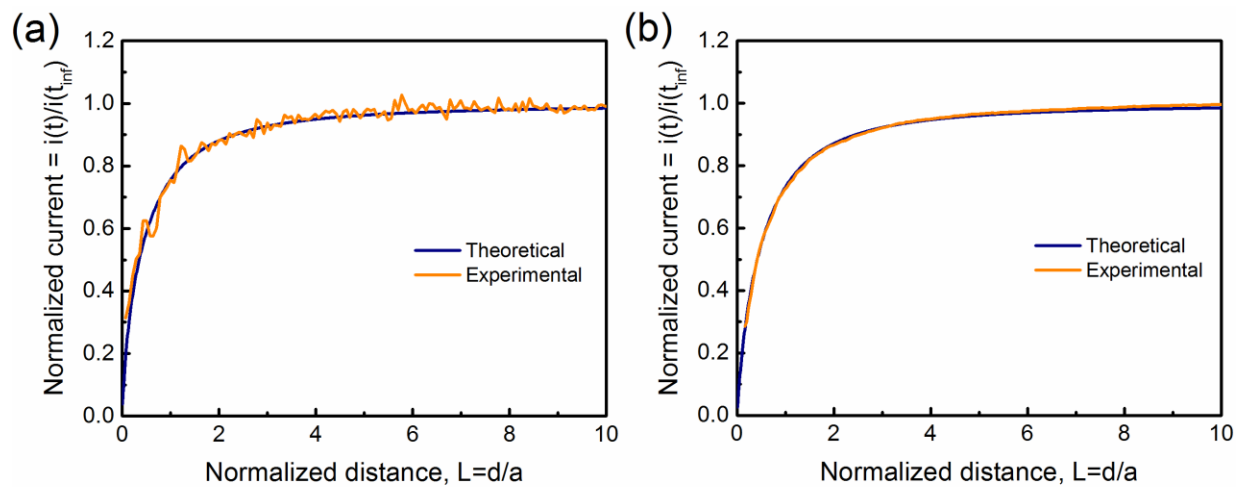 (a)
Normalized current = i(t)/i(t_inf)
1.2
1.0
0.8
0.6
0.4
0.2
0.0
Theoretical
Experimental
0 2 4 6 8 10
Normalized distance, L=d/a
(b)
Normalized current = i(t)/i(t_inf)
1.2
1.0
0.8
0.6
0.4
0.2
0.0
Theoretical
Experimental
0 2 4 6 8 10
Normalized distance, L=d/a